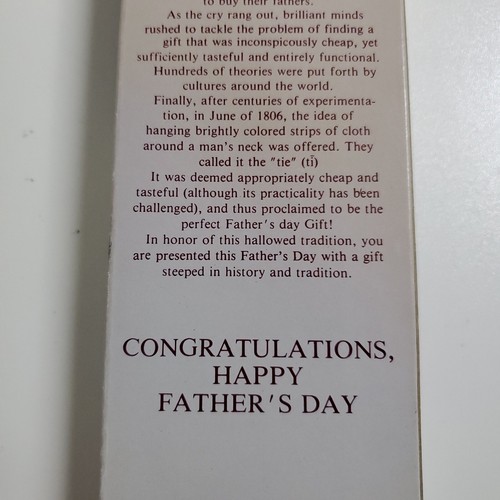 to buy their fathers.
As the cry rang out, brilliant minds
rushed to tackle the problem of finding a
gift that was inconspicously cheap, yet
sufficiently tasteful and entirely functional.
Hundreds of theories were put forth by
cultures around the world.
Finally, after centuries of experimenta-
tion, in June of 1806, the idea of
hanging brightly colored strips of cloth
around a man's neck was offered. They
called it the "tie" (tī)
It was deemed appropriately cheap and
tasteful (although its practicality has been
challenged), and thus proclaimed to be the
perfect Father's day Gift!
In honor of this hallowed tradition, you
are presented this Father's Day with a gift
steeped in history and tradition.
CONGRATULATIONS,
HAPPY
FATHER'S DAY